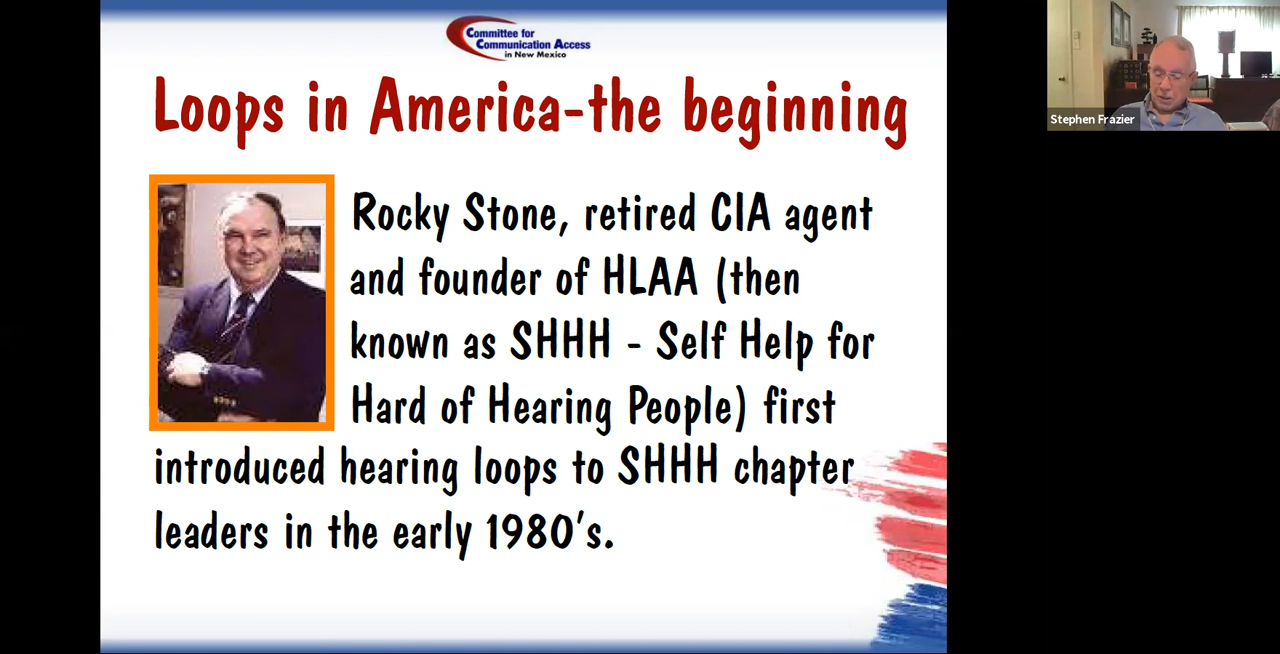 Committee for
Communication Access
in New Mexico
Stephen Frazier
Loops in America-the beginning
Rocky Stone, retired CIA agent
and founder of HLAA (then
known as SHHH - Self Help for
Hard of Hearing People) first
introduced hearing loops to SHHH chapter
leaders in the early 1980's.